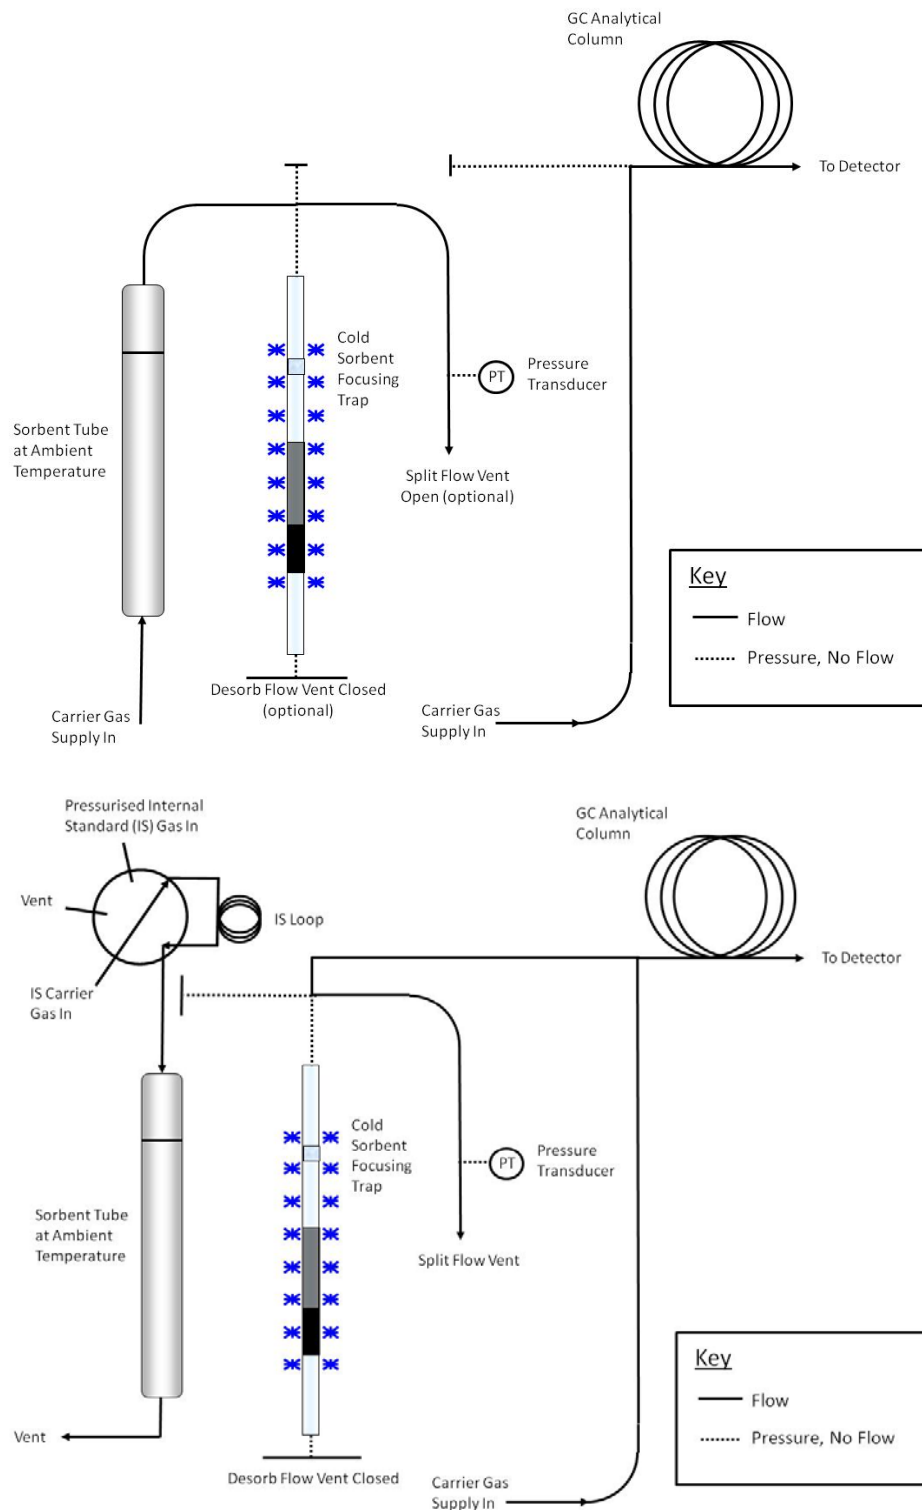 GC Analytical
Column
To Detector
Cold
Sorbent
Focusing
Trap
PT
Pressure
Transducer
Sorbent Tube
at Ambient
Temperature
Split Flow Vent
Open (optional)
Key
Flow
Pressure, No Flow
Desorb Flow Vent Closed
(optional)
Carrier Gas
Supply In
Carrier Gas
Supply In
Pressurised Internal
Standard (IS) Gas In
GC Analytical
Column
Vent
IS Loop
To Detector
IS Carrier
Gas In
Cold
Sorbent
Focusing
Trap
PT
Pressure
Transducer
Sorbent Tube
at Ambient
Temperature
Split Flow Vent
Key
Flow
Pressure, No Flow
Vent
Desorb Flow Vent Closed
Carrier Gas
Supply In